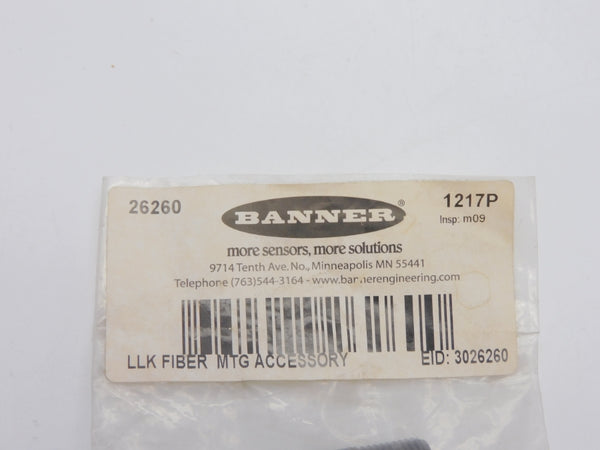 26260 BANNER® 1217P
Insp: m09
more sensors, more solutions
9714 Tenth Ave. No., Minneapolis MN 55441
Telephone (763)544-3164 - www.bannerengineering.com
LLK FIBER MTG ACCESSORY EID: 3026260